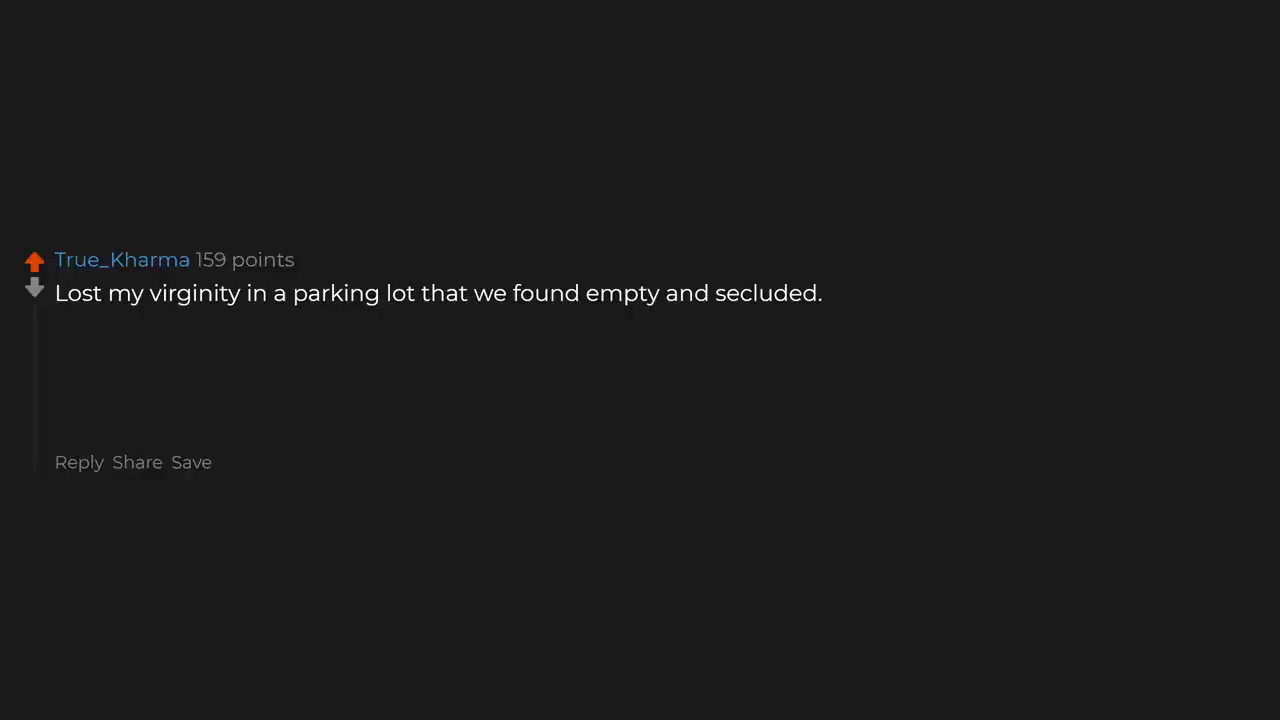 True_Kharma 159 points
Lost my virginity in a parking lot that we found empty and secluded.
Reply Share Save